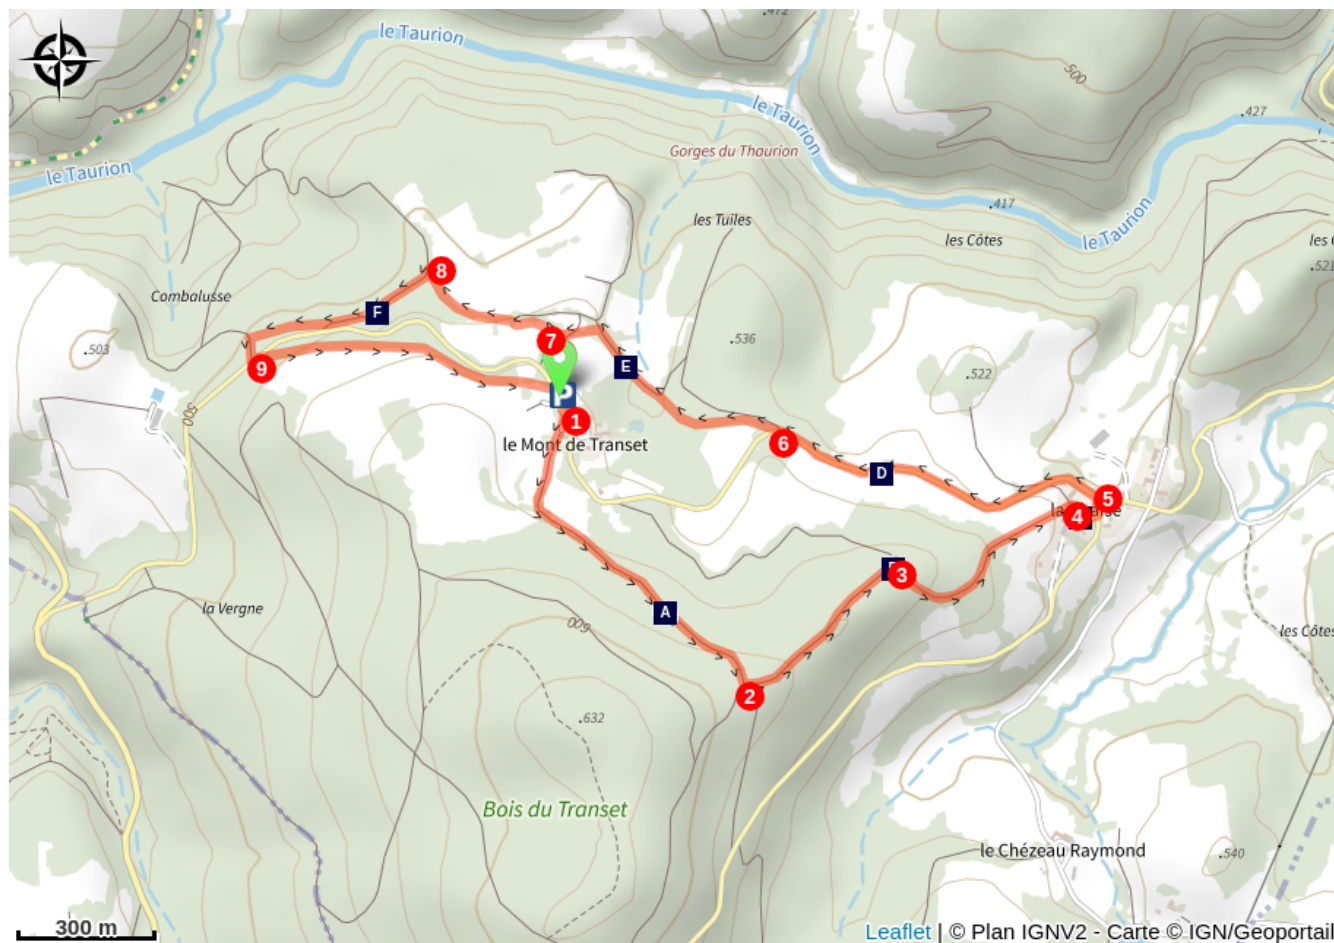 .472
le Taurion
500
le Taurion
.427
Gorges du Thaurion
le Taurion
.417
les Tuiles
les Côtes
le Taurion
8
Combalusse
F
.503
9
7
E
.536
.522
P
1
le Mont de Transet
500
6
D
5
4
3
A
la Vergne
600
les Côtes
2
.632
Bois du Transet
le Chézeau Raymond
.540
300 m
Leaflet | © Plan IGNV2 - Carte © IGN/Geoportail